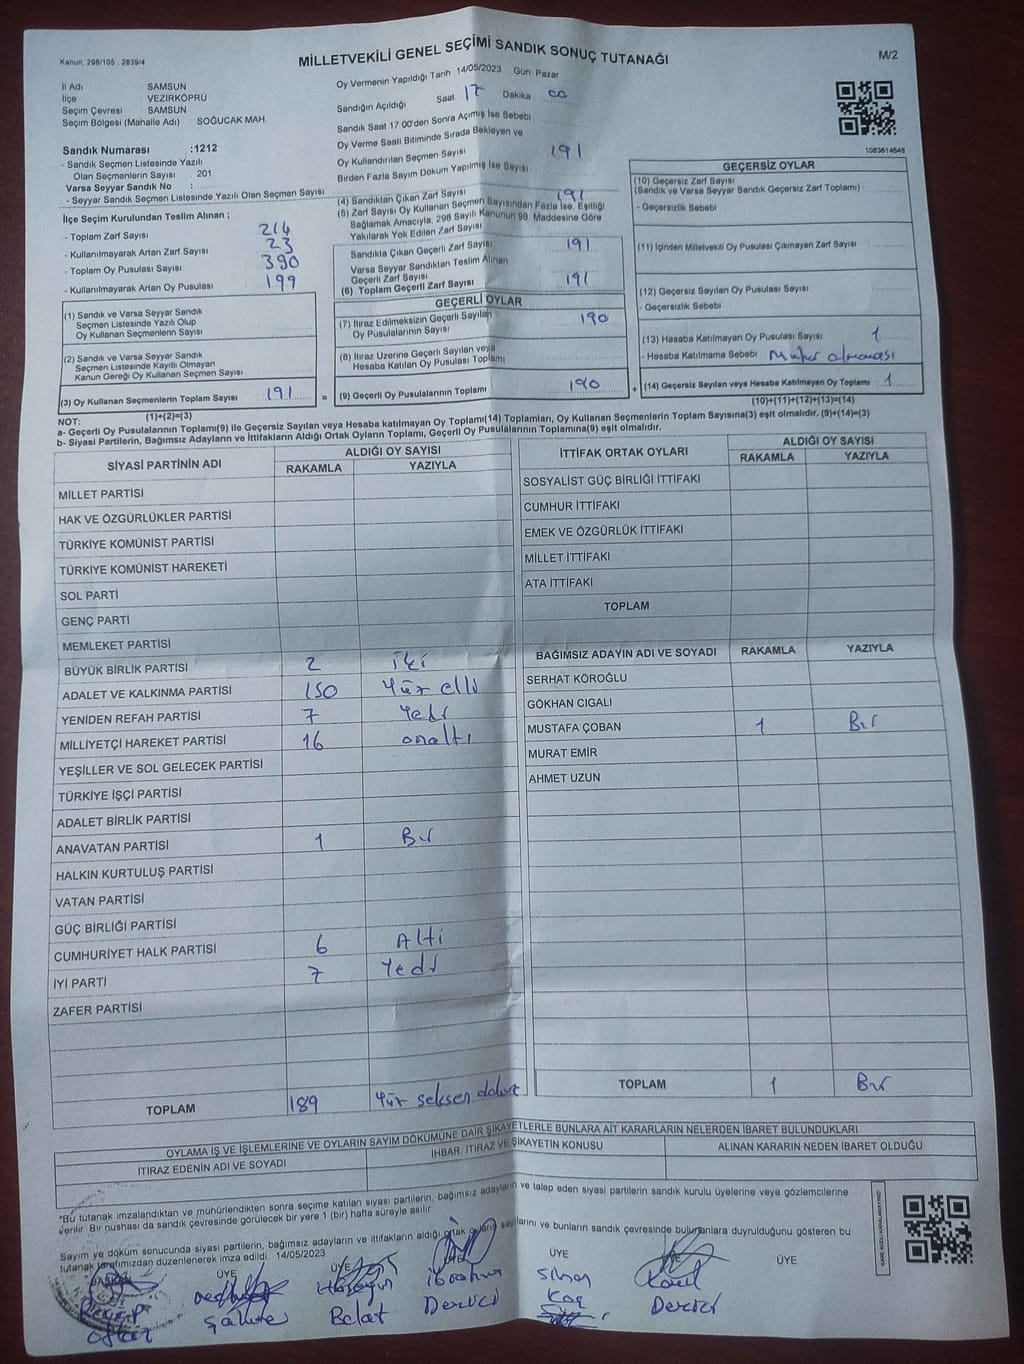 Kanun: 298/105 , 2839/4
MİLLETVEKİLİ GENEL SEÇİMİ SANDIK SONUÇ TUTANAĞI
M/2
İl Adı SAMSUN
İlçe VEZİRKÖPRÜ
Seçim Çevresi SAMSUN
Seçim Bölgesi (Mahalle Adı) SOĞUCAK MAH
Sandık Numarası :1212
- Sandık Seçmen Listesinde Yazılı
Olan Seçmenlerin Sayısı 201
Varsa Seyyar Sandık No :
- Seyyar Sandık Seçmen Listesinde Yazılı Olan Seçmen Sayısı
İlçe Seçim Kurulundan Teslim Alınan ;
- Toplam Zarf Sayısı 214
- Kullanılmayarak Artan Zarf Sayısı 23
- Toplam Oy Pusulası Sayısı 390
- Kullanılmayarak Artan Oy Pusulası 199
(1) Sandık ve Varsa Seyyar Sandık
Seçmen Listesinde Yazılı Olup
Oy Kullanan Seçmenlerin Sayısı
(2) Sandık ve Varsa Seyyar Sandık
Seçmen Listesinde Kayıtlı Olmayan
Kanun Gereği Oy Kullanan Seçmen Sayısı
(3) Oy Kullanan Seçmenlerin Toplam Sayısı 191 =
(1)+(2)=(3)
Oy Vermenin Yapıldığı Tarih 14/05/2023 Gün: Pazar
Sandığın Açıldığı Saat 17 Dakika 00
Sandık Saat 17 00'den Sonra Açılmış İse Sebebi
Oy Verme Saati Bitiminde Sırada Bekleyen ve
Oy Kullandırılan Seçmen Sayısı 191
Birden Fazla Sayım Döküm Yapılmış İse Sayısı
(4) Sandıktan Çıkan Zarf Sayısı 191
(5) Zarf Sayısı Oy Kullanan Seçmen Sayısından Fazla İse, Eşitliği
Sağlamak Amacıyla, 298 Sayılı Kanunun 98. Maddesine Göre
Yakılarak Yok Edilen Zarf Sayısı
Sandıkta Çıkan Geçerli Zarf Sayısı 191
Varsa Seyyar Sandıktan Teslim Alınan
Geçerli Zarf Sayısı
(6) Toplam Geçerli Zarf Sayısı 191
GEÇERLİ OYLAR
(7) İtiraz Edilmeksizin Geçerli Sayılan
Oy Pusulalarının Sayısı 190
(8) İtiraz Üzerine Geçerli Sayılan veya
Hesaba Katılan Oy Pusulası Toplamı
(9) Geçerli Oy Pusulalarının Toplamı 190 +
1083614645
GEÇERSİZ OYLAR
(10) Geçersiz Zarf Sayısı
(Sandık ve Varsa Seyyar Sandık Geçersiz Zarf Toplamı) :
- Geçersizlik Sebebi :
(11) İçinden Milletvekili Oy Pusulası Çıkmayan Zarf Sayısı :
(12) Geçersiz Sayılan Oy Pusulası Sayısı :
- Geçersizlik Sebebi :
(13) Hesaba Katılmayan Oy Pusulası Sayısı : 1
- Hesaba Katılmama Sebebi : Mühür olmaması
(14) Geçersiz Sayılan veya Hesaba Katılmayan Oy Toplamı : 1
(10)+(11)+(12)+(13)=(14)
NOT:
a- Geçerli Oy Pusulalarının Toplamı(9) ile Geçersiz Sayılan veya Hesaba katılmayan Oy Toplamı(14) Toplamları, Oy Kullanan Seçmenlerin Toplam Sayısına(3) eşit olmalıdır. (9)+(14)=(3)
b- Siyasi Partilerin, Bağımsız Adayların ve İttifakların Aldığı Ortak Oyların Toplamı, Geçerli Oy Pusulalarının Toplamına(9) eşit olmalıdır.
SİYASİ PARTİNİN ADI ALDIĞI OY SAYISI
RAKAMLA YAZIYLA
MİLLET PARTİSİ
HAK VE ÖZGÜRLÜKLER PARTİSİ
TÜRKİYE KOMÜNİST PARTİSİ
TÜRKİYE KOMÜNİST HAREKETİ
SOL PARTİ
GENÇ PARTİ
MEMLEKET PARTİSİ
BÜYÜK BİRLİK PARTİSİ 2 iki
ADALET VE KALKINMA PARTİSİ 150 Yüz elli
YENİDEN REFAH PARTİSİ 7 Yedi
MİLLİYETÇİ HAREKET PARTİSİ 16 onaltı
YEŞİLLER VE SOL GELECEK PARTİSİ
TÜRKİYE İŞÇİ PARTİSİ
ADALET BİRLİK PARTİSİ
ANAVATAN PARTİSİ 1 Bir
HALKIN KURTULUŞ PARTİSİ
VATAN PARTİSİ
GÜÇ BİRLİĞİ PARTİSİ
CUMHURİYET HALK PARTİSİ 6 Alti
İYİ PARTİ 7 Yedi
ZAFER PARTİSİ
TOPLAM 189 Yüz seksen dokuz
İTTİFAK ORTAK OYLARI ALDIĞI OY SAYISI
RAKAMLA YAZIYLA
SOSYALİST GÜÇ BİRLİĞİ İTTİFAKI
CUMHUR İTTİFAKI
EMEK VE ÖZGÜRLÜK İTTİFAKI
MİLLET İTTİFAKI
ATA İTTİFAKI
TOPLAM
BAĞIMSIZ ADAYIN ADI VE SOYADI RAKAMLA YAZIYLA
SERHAT KÖROĞLU
GÖKHAN CIGALI
MUSTAFA ÇOBAN 1 Bir
MURAT EMİR
AHMET UZUN
TOPLAM 1 Bir
OYLAMA İŞ VE İŞLEMLERİNE VE OYLARIN SAYIM DÖKÜMÜNE DAİR ŞİKAYETLERLE BUNLARA AİT KARARLARIN NELERDEN İBARET BULUNDUKLARI
İTİRAZ EDENİN ADI VE SOYADI İHBAR, İTİRAZ VE ŞİKAYETİN KONUSU ALINAN KARARIN NEDEN İBARET OLDUĞU
*Bu tutanak imzalandıktan ve mühürlendikten sonra seçime katılan siyasi partilerin, bağımsız adayların ve talep eden siyasi partilerin sandık kurulu üyelerine veya gözlemcilerine
verilir. Bir nushası da sandık çevresinde görülecek bir yere 1 (bir) hafta süreyle asılır.
Sayım ve döküm sonucunda siyasi partilerin, bağımsız adayların ve ittifakların aldığı ortak oyların sayılarını ve bunların sandık çevresinde bulunanlara duyrulduğunu gösteren bu
tutanak tarafımızdan düzenlenerek imza edildi. 14/05/2023
ÜYE ÜYE ÜYE ÜYE ÜYE
Hüseyin ibrahim Sinan
Balat Dervici Koç Dervici